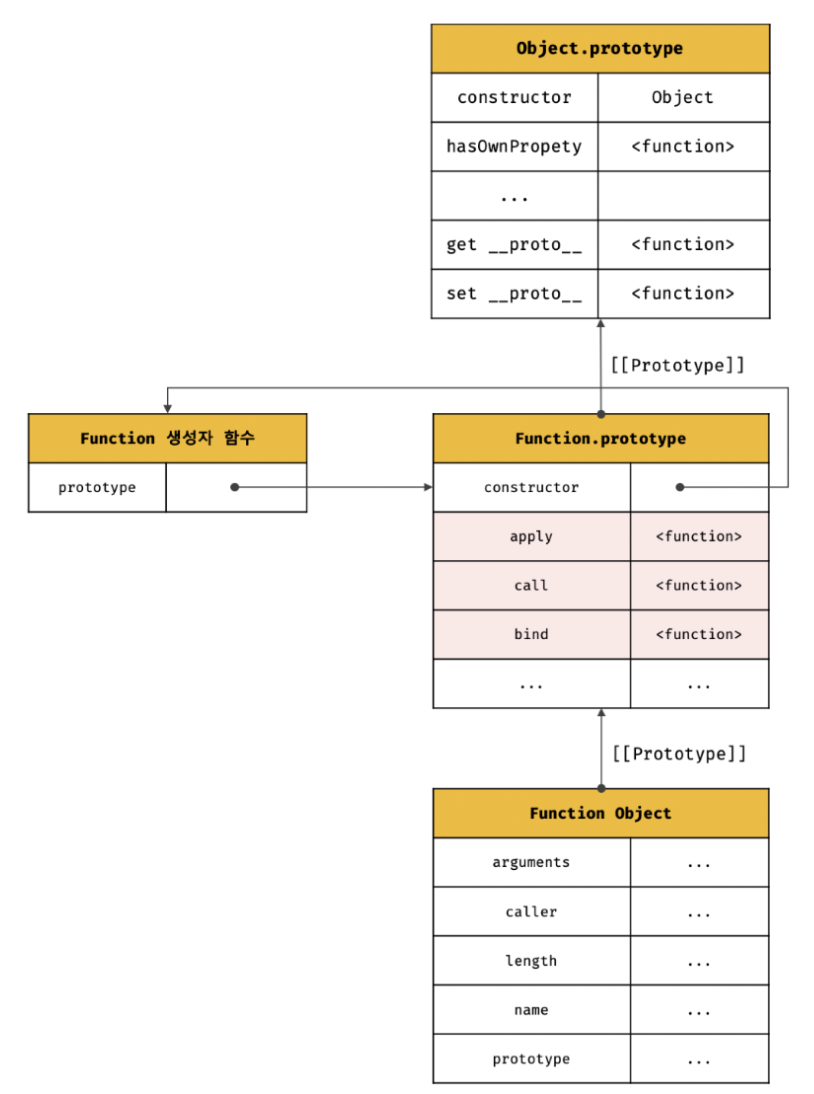 Object.prototype
constructor Object
hasOwnPropety <function>
...
get __proto__ <function>
set __proto__ <function>
[[Prototype]]
Function 생성자 함수
prototype
Function.prototype
constructor
apply <function>
call <function>
bind <function>
... ...
[[Prototype]]
Function Object
arguments ...
caller ...
length ...
name ...
prototype ...